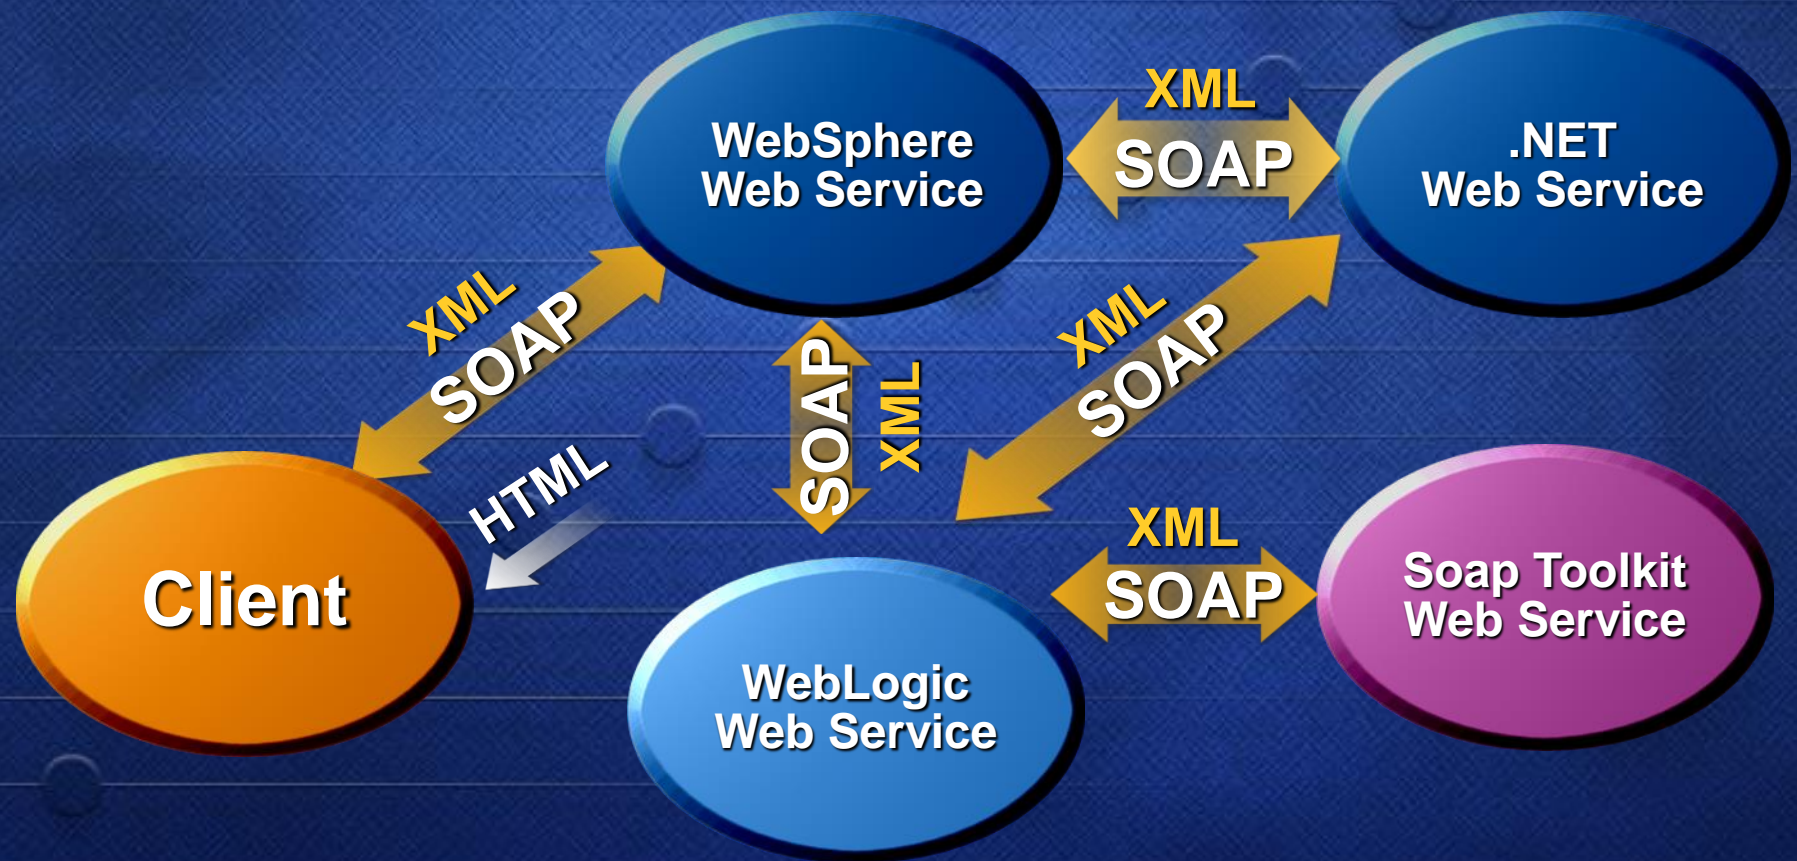 WebSphere
Web Service
XML
SOAP
.NET
Web Service
XML
SOAP
SOAP
XML
XML
SOAP
HTML
Client
WebLogic
Web Service
XML
SOAP
Soap Toolkit
Web Service